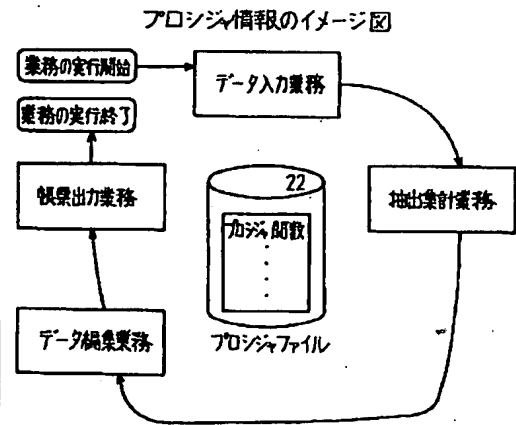 プロシジャ情報のイメージ図
業務の実行開始
データ入力業務
業務の実行終了
帳票出力業務
22
抽出集計業務
プロシジャ関数
データ編集業務
プロシジャファイル